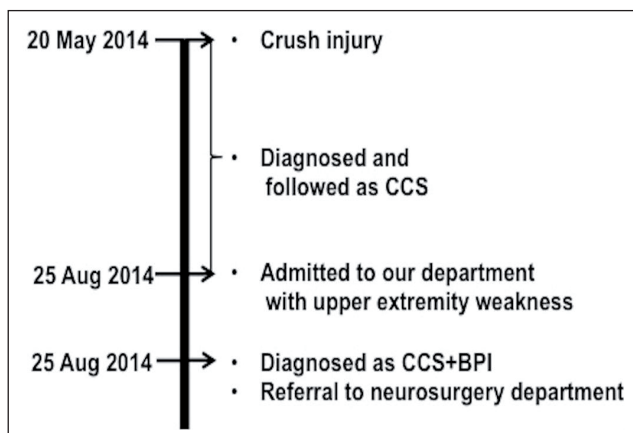 20 May 2014 • Crush injury
• Diagnosed and
followed as CCS
25 Aug 2014 • Admitted to our department
with upper extremity weakness
25 Aug 2014 • Diagnosed as CCS+BPI
• Referral to neurosurgery department